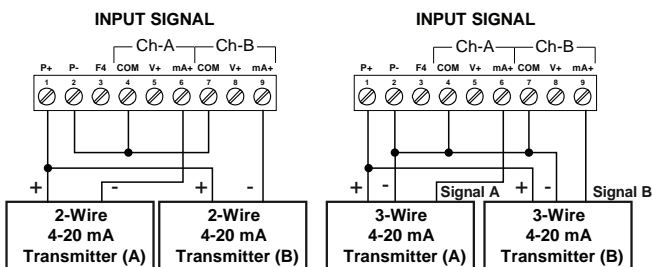 INPUT SIGNAL
Ch-A Ch-B
P+ P- F4 COM V+ mA+ COM V+ mA+
1 2 3 4 5 6 7 8 9
+ - + -
2-Wire
4-20 mA
Transmitter (A)
2-Wire
4-20 mA
Transmitter (B)
INPUT SIGNAL
Ch-A Ch-B
P+ P- F4 COM V+ mA+ COM V+ mA+
1 2 3 4 5 6 7 8 9
+ - Signal A + - Signal B
3-Wire
4-20 mA
Transmitter (A)
3-Wire
4-20 mA
Transmitter (B)